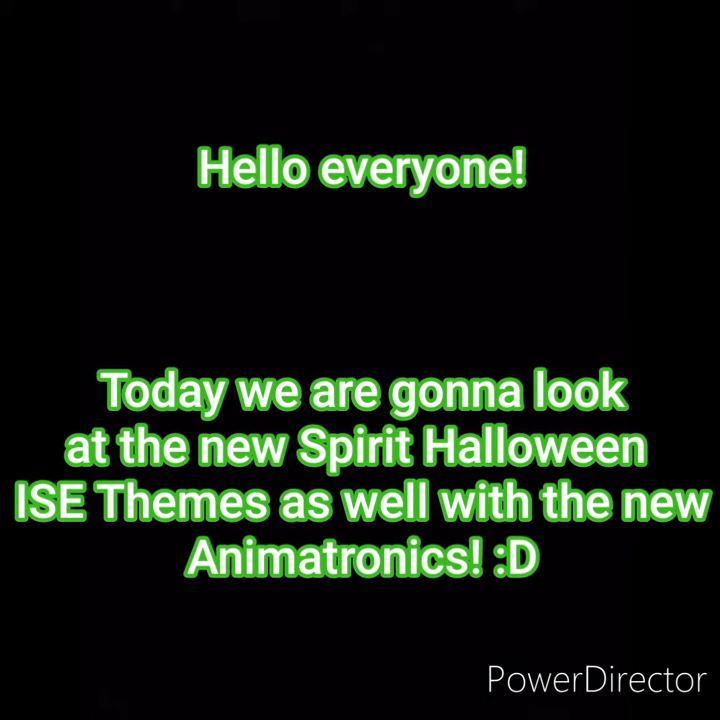 Hello everyone!
Today we are gonna look
at the new Spirit Halloween
ISE Themes as well with the new
Animatronics! :D
PowerDirector